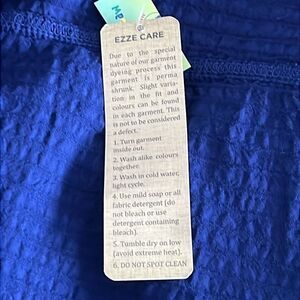 EZZE CARE
Due to the special
nature of our garment
dyeing process this
garment is perma
shrunk. Slight varia-
tion in the fit and
colours can be found
in each garment. This
is not to be considered
a defect.
1. Turn garment
inside out.
2. Wash alike colours
together.
3. Wash in cold water,
light cycle.
4. Use mild soap or all
fabric detergent (do
not bleach or use
detergent containing
bleach).
5. Tumble dry on low
(avoid extreme heat).
6. DO NOT SPOT CLEAN